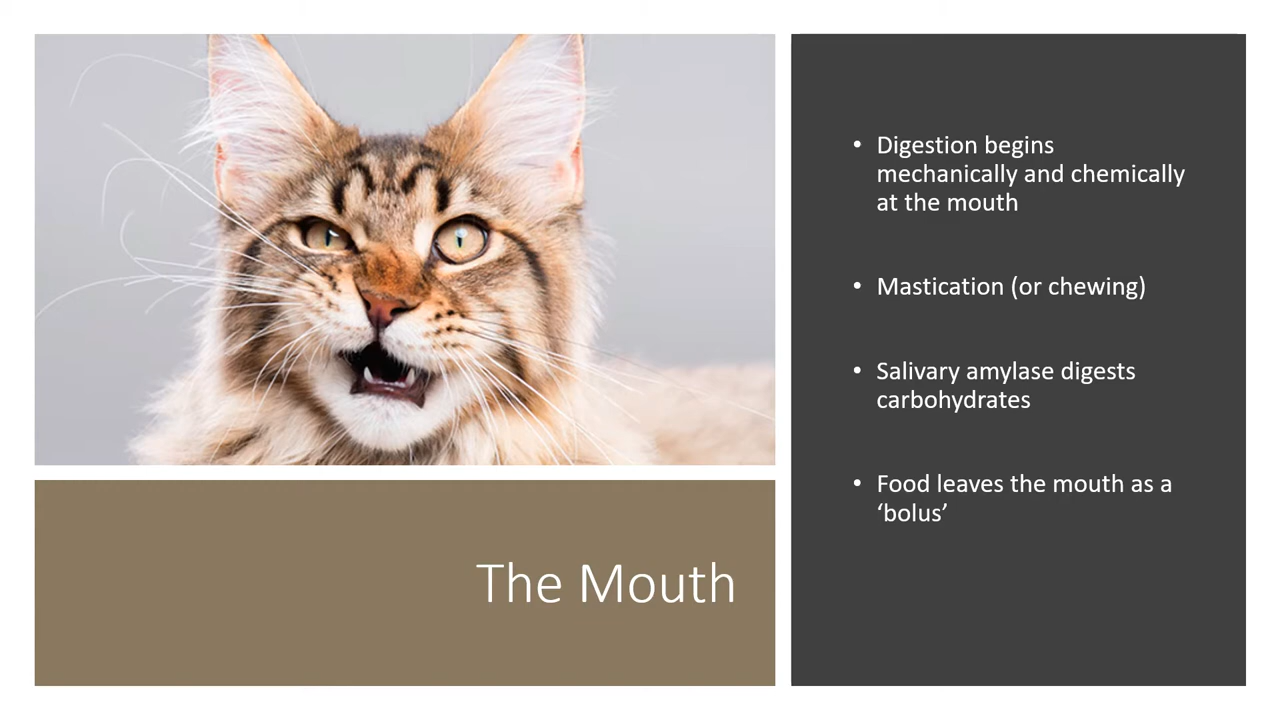 • Digestion begins
mechanically and chemically
at the mouth
• Mastication (or chewing)
• Salivary amylase digests
carbohydrates
• Food leaves the mouth as a
‘bolus’
The Mouth